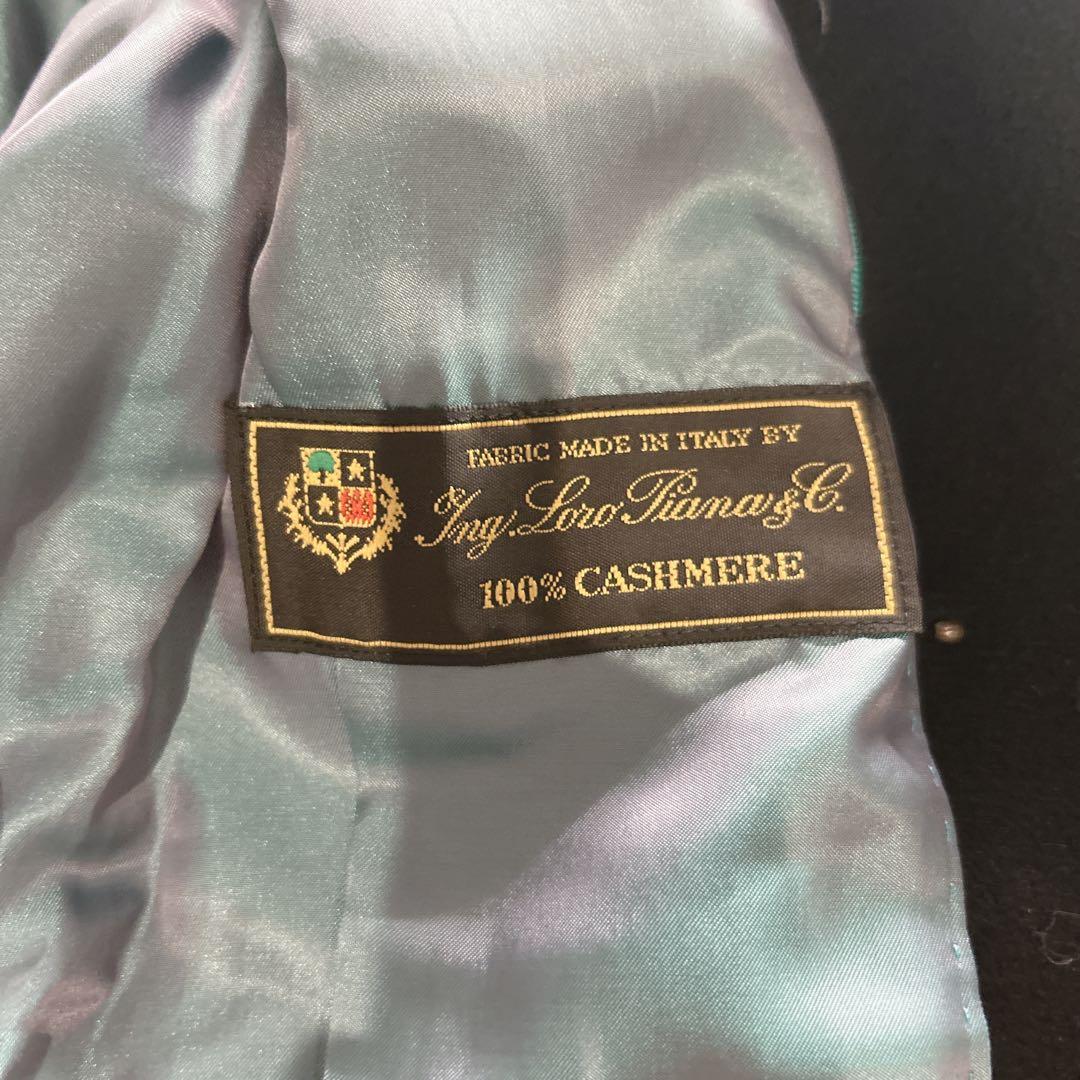 FABRIC MADE IN ITALY BY
Ing. Loro Piana & C.
100% CASHMERE